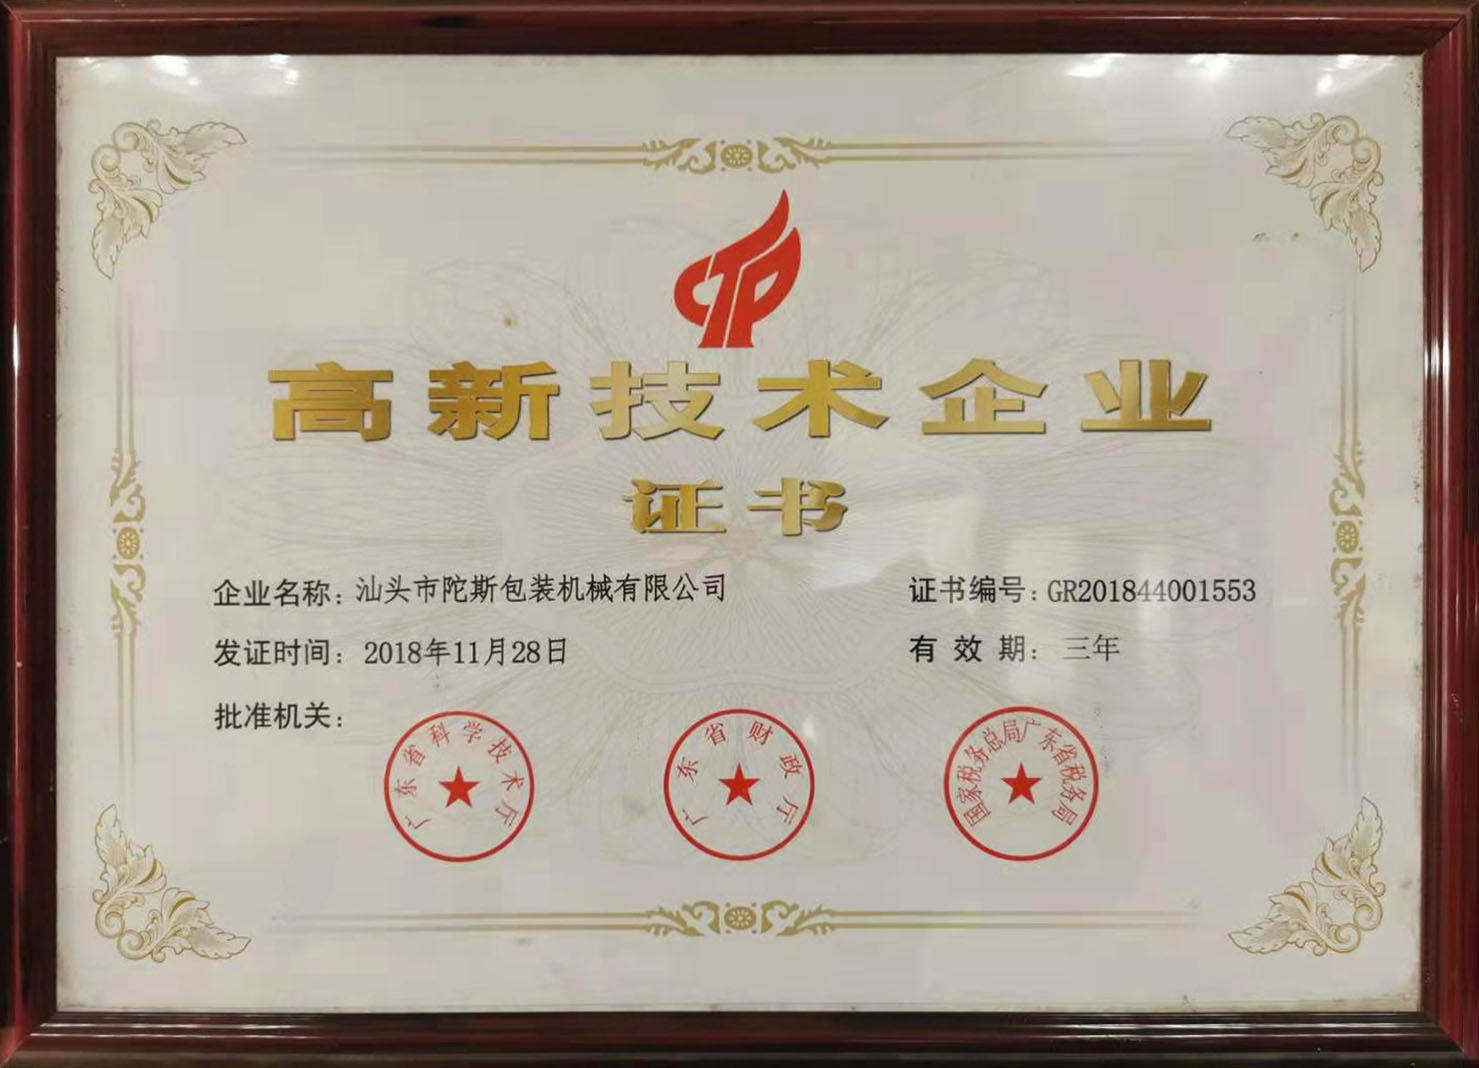 高新技术企业
证书
企业名称：汕头市陀斯包装机械有限公司
证书编号：GR201844001553
发证时间：2018年11月28日
有效期：三年
批准机关：
广东省科学技术厅
广东省财政厅
国家税务总局广东省税务局